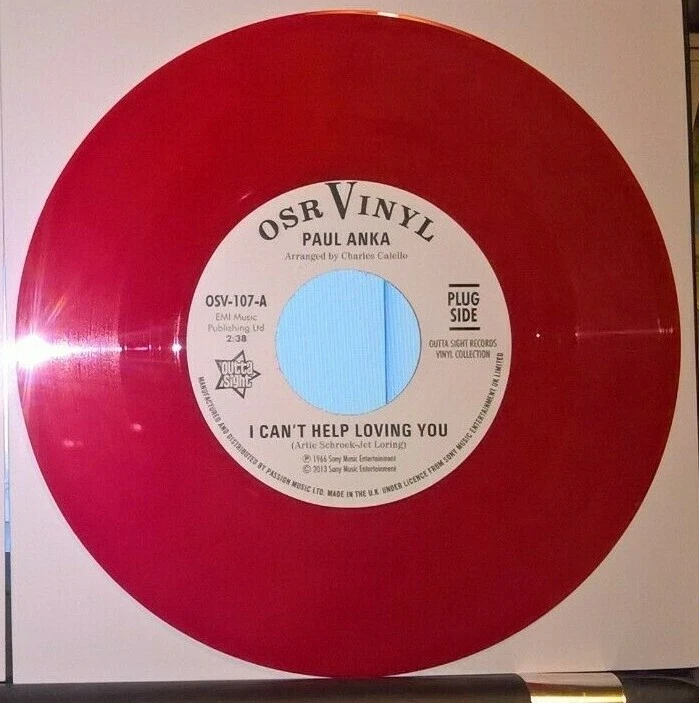 OSR VINYL
PAUL ANKA
Arranged by Charles Calello
OSV-107-A
EMI Music
Publishing Ltd
2:38
PLUG
SIDE
OUTTA SIGHT RECORDS
VINYL COLLECTION
outta
Sight
I CAN'T HELP LOVING YOU
(Artie Schrock-Jet Loring)
℗ 1966 Sony Music Entertainment
© 2013 Sony Music Entertainment
MANUFACTURED AND DISTRIBUTED BY PASSION MUSIC LTD. MADE IN THE U.K. UNDER LICENCE FROM SONY MUSIC ENTERTAINMENT UK LIMITED